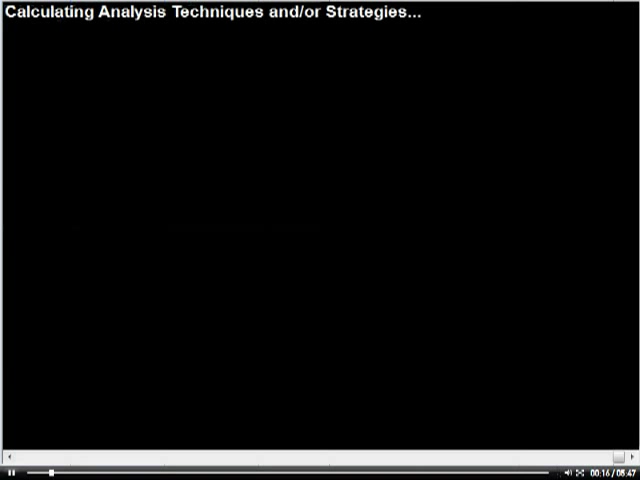 Calculating Analysis Techniques and/or Strategies...
00:16 / 05:47